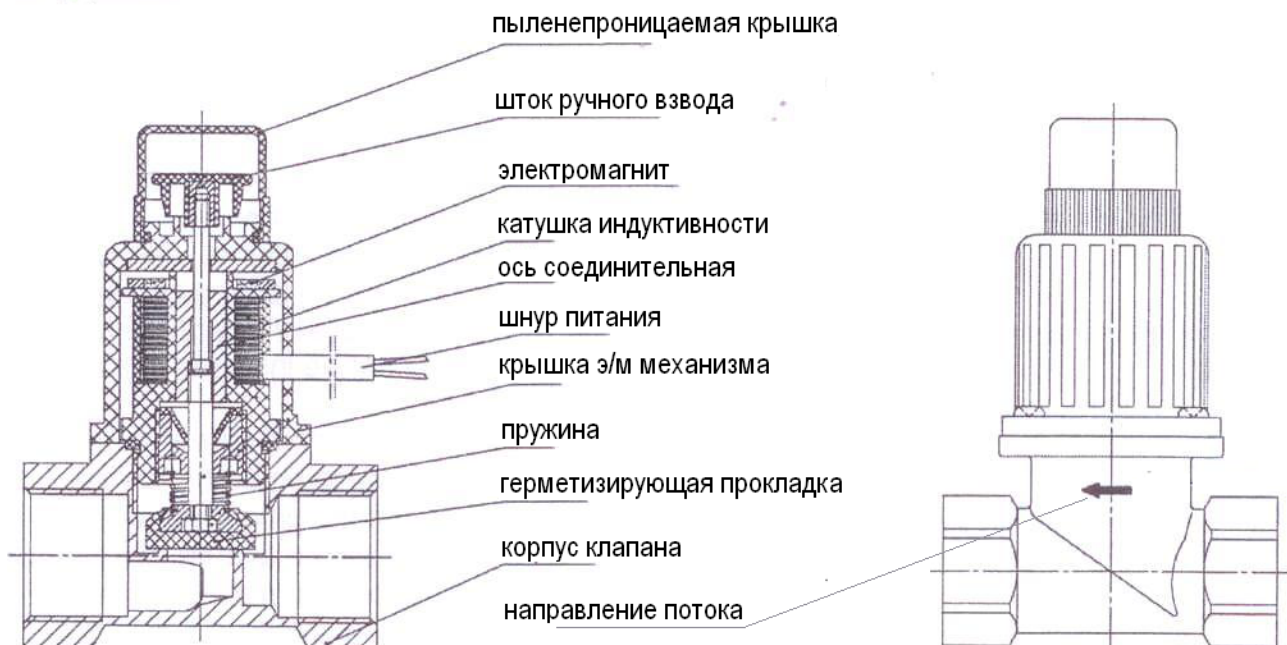 пыленепроницаемая крышка
шток ручного взвода
электромагнит
катушка индуктивности
ось соединительная
шнур питания
крышка э/м механизма
пружина
герметизирующая прокладка
корпус клапана
направление потока